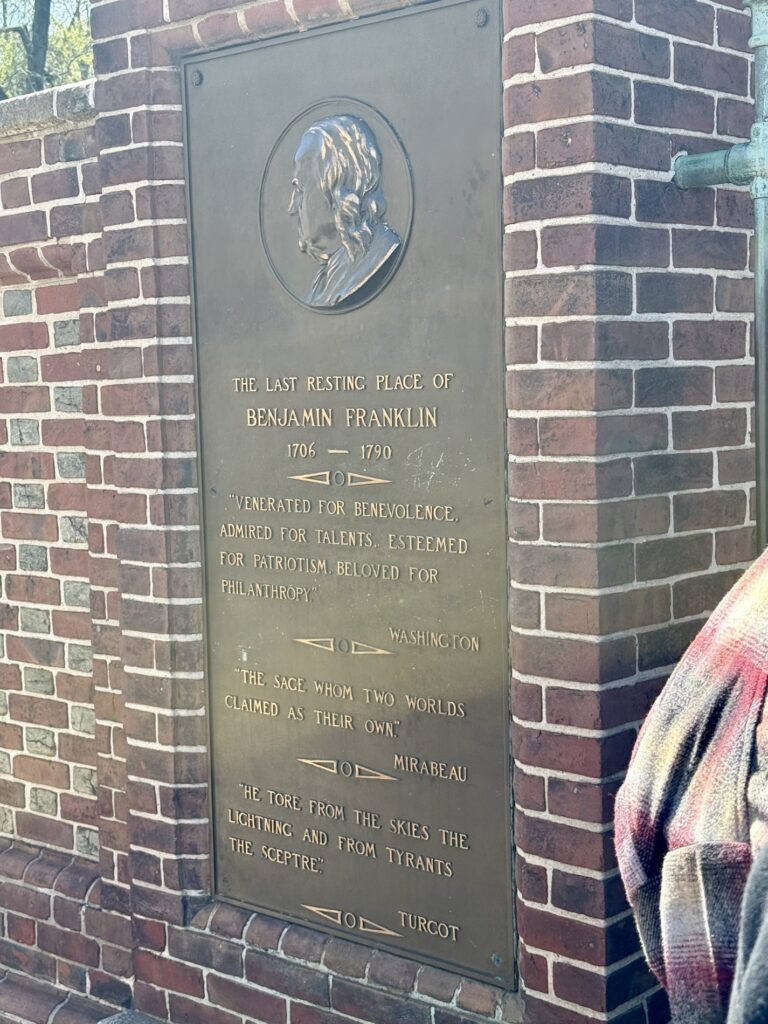 THE LAST RESTING PLACE OF
BENJAMIN FRANKLIN
1706 — 1790
"VENERATED FOR BENEVOLENCE,
ADMIRED FOR TALENTS, ESTEEMED
FOR PATRIOTISM, BELOVED FOR
PHILANTHROPY."
WASHINGTON
"THE SAGE WHOM TWO WORLDS
CLAIMED AS THEIR OWN."
MIRABEAU
"HE TORE FROM THE SKIES THE
LIGHTNING AND FROM TYRANTS
THE SCEPTRE."
TURGOT